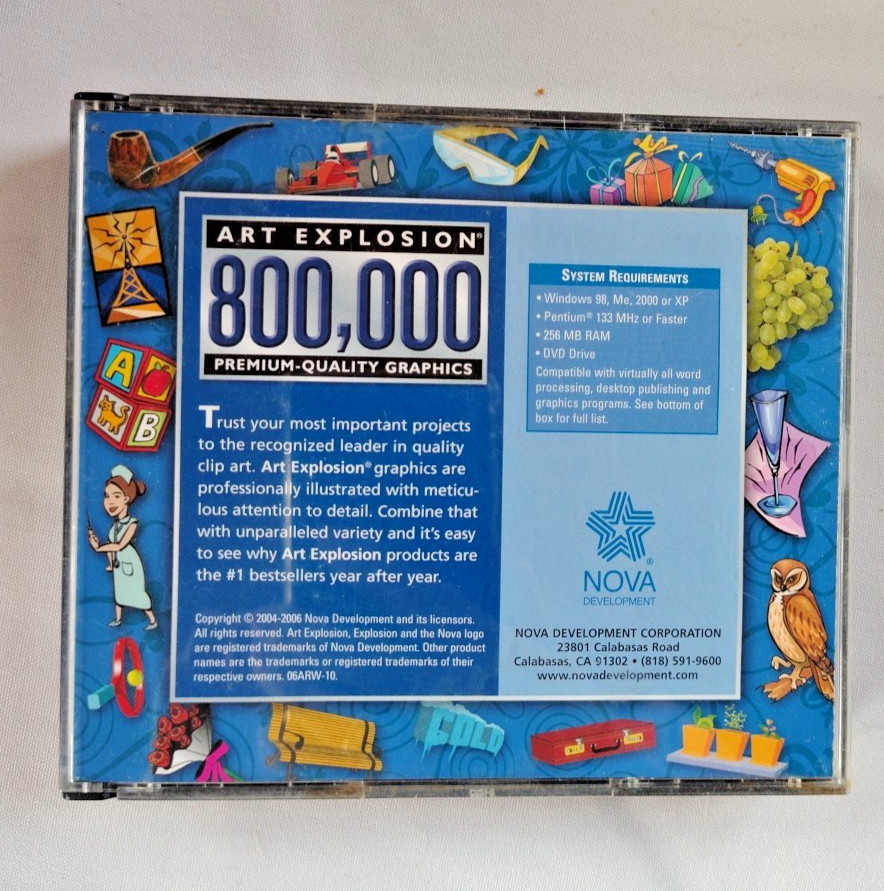 ART EXPLOSION®
800,000
PREMIUM-QUALITY GRAPHICS
Trust your most important projects
to the recognized leader in quality
clip art. Art Explosion® graphics are
professionally illustrated with meticu-
lous attention to detail. Combine that
with unparalleled variety and it's easy
to see why Art Explosion products are
the #1 bestsellers year after year.
Copyright © 2004-2006 Nova Development and its licensors.
All rights reserved. Art Explosion, Explosion and the Nova logo
are registered trademarks of Nova Development. Other product
names are the trademarks or registered trademarks of their
respective owners. 06ARW-10.
SYSTEM REQUIREMENTS
• Windows 98, Me, 2000 or XP
• Pentium® 133 MHz or Faster
• 256 MB RAM
• DVD Drive
Compatible with virtually all word
processing, desktop publishing and
graphics programs. See bottom of
box for full list.
®
NOVA
DEVELOPMENT
NOVA DEVELOPMENT CORPORATION
23801 Calabasas Road
Calabasas, CA 91302 • (818) 591-9600
www.novadevelopment.com
A
B
COLD